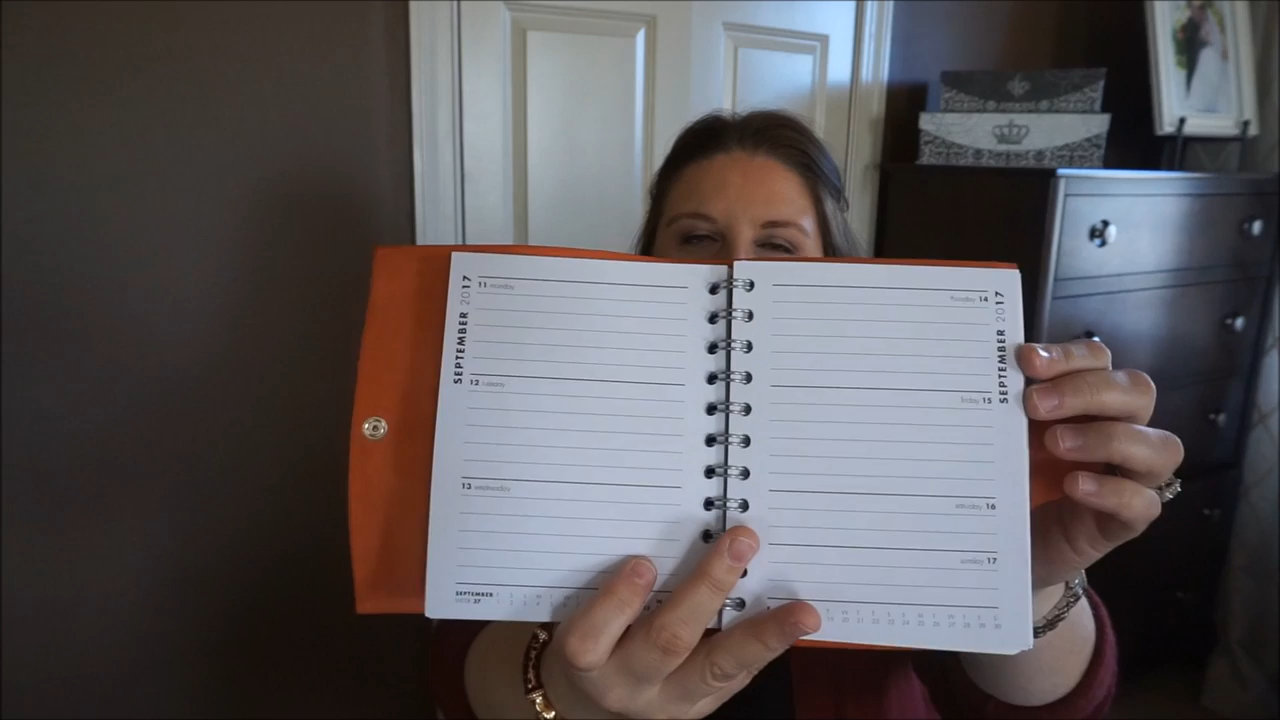 SEPTEMBER 2017
11 monday
12 tuesday
13 wednesday
SEPTEMBER
WEEK 37
thursday 14
friday 15
saturday 16
sunday 17
SEPTEMBER 2017